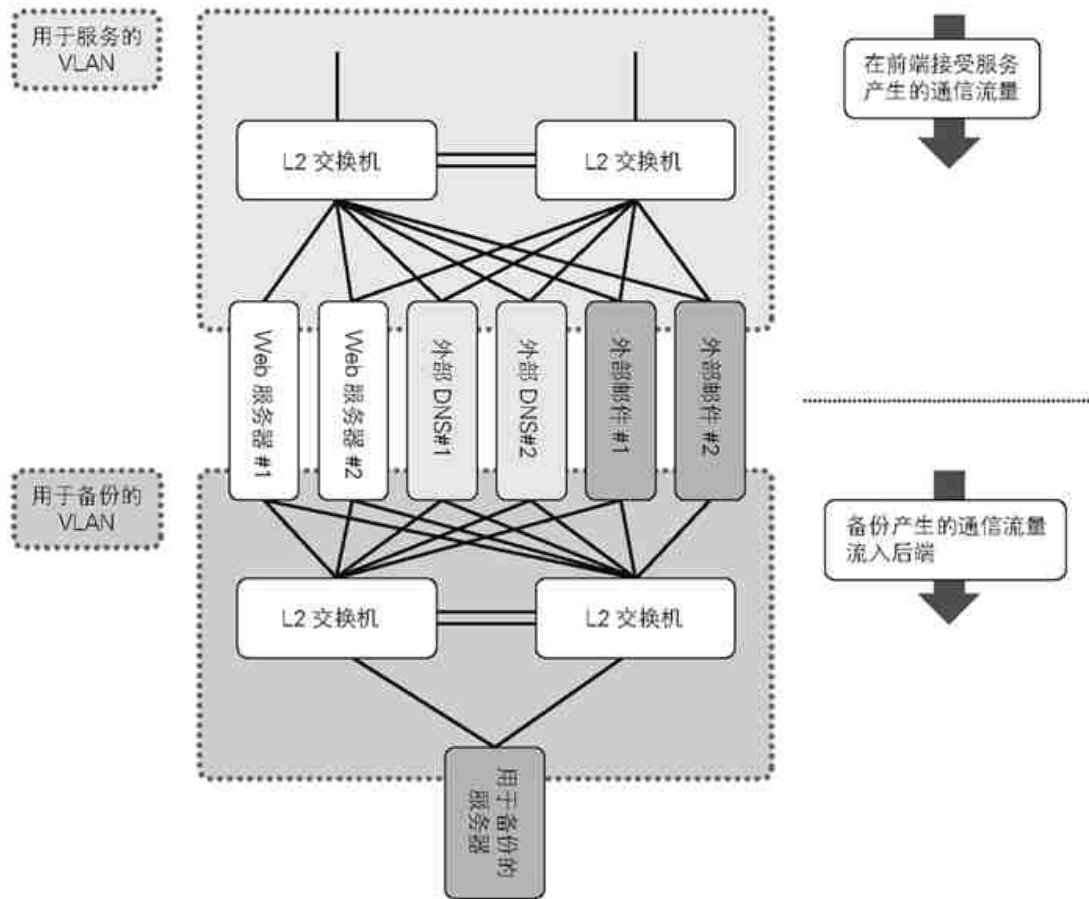 用于服务的
VLAN
在前端接受服务
产生的通信流量
L2 交换机
L2 交换机
Web 服务器 #1
Web 服务器 #2
外部 DNS#1
外部 DNS#2
外部邮件 #1
外部邮件 #2
用于备份的
VLAN
备份产生的通信流量
流入后端
L2 交换机
L2 交换机
用于备份的
服务器